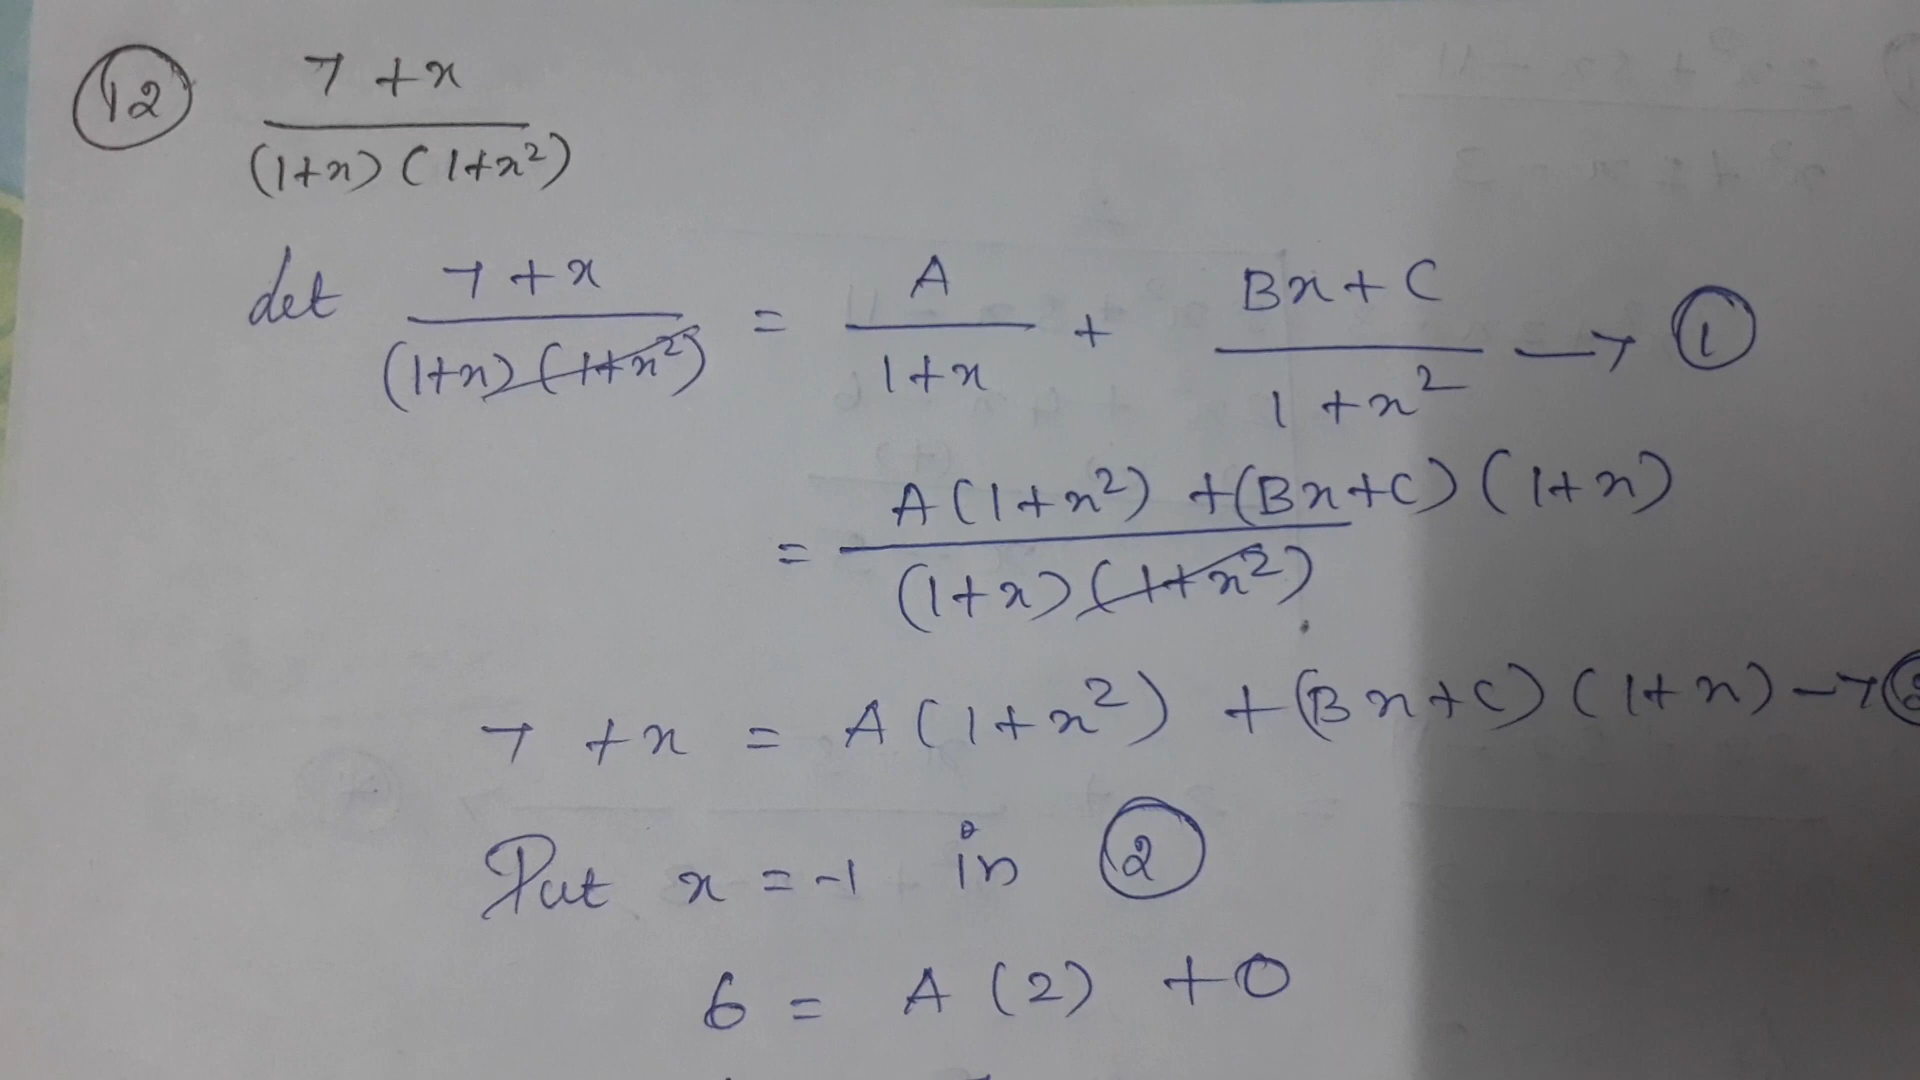 12 7 + x
(1+x) (1+x²)
Let 7 + x / (1+x) (1+x²) = A / 1+x + Bx + C / 1 + x² → 1
= A (1+x²) + (Bx+C) (1+x) / (1+x) (1+x²)
7 + x = A (1+x²) + (Bx+C) (1+x) → 2
Put x = -1 in 2
6 = A (2) + 0